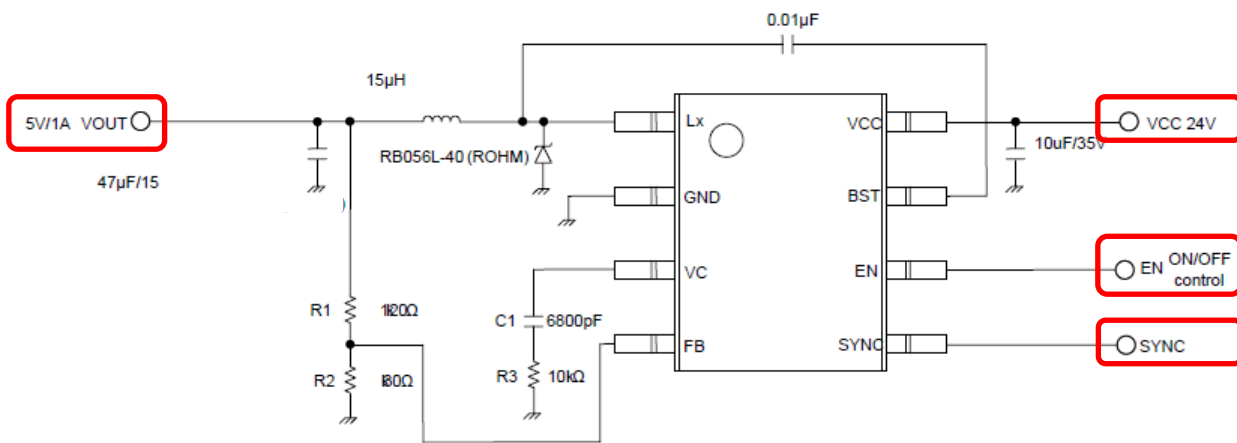 0.01µF
15µH
5V/1A VOUT
Lx
VCC
VCC 24V
RB056L-40 (ROHM)
10uF/35V
47µF/15
GND
BST
)
VC
EN
EN ON/OFF
control
R1
C1
6800pF
FB
SYNC
SYNC
R2
R3
10kΩ